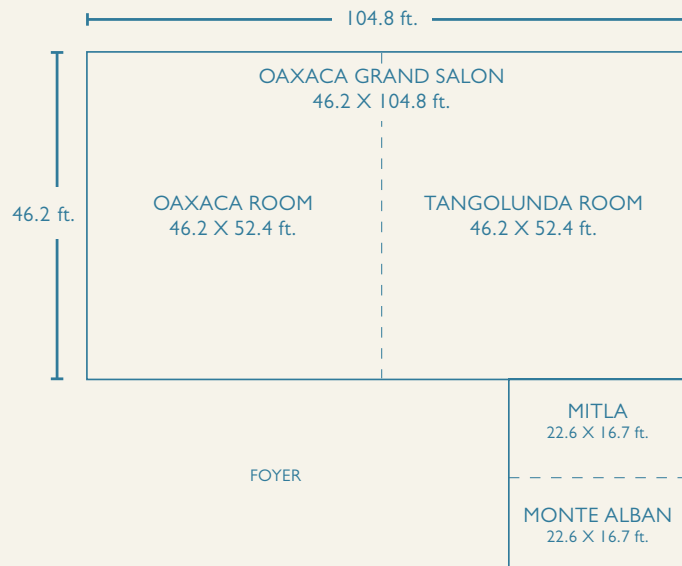 104.8 ft.
OAXACA GRAND SALON
46.2 X 104.8 ft.
46.2 ft.
OAXACA ROOM
46.2 X 52.4 ft.
TANGOLUNDA ROOM
46.2 X 52.4 ft.
MITLA
22.6 X 16.7 ft.
FOYER
MONTE ALBAN
22.6 X 16.7 ft.